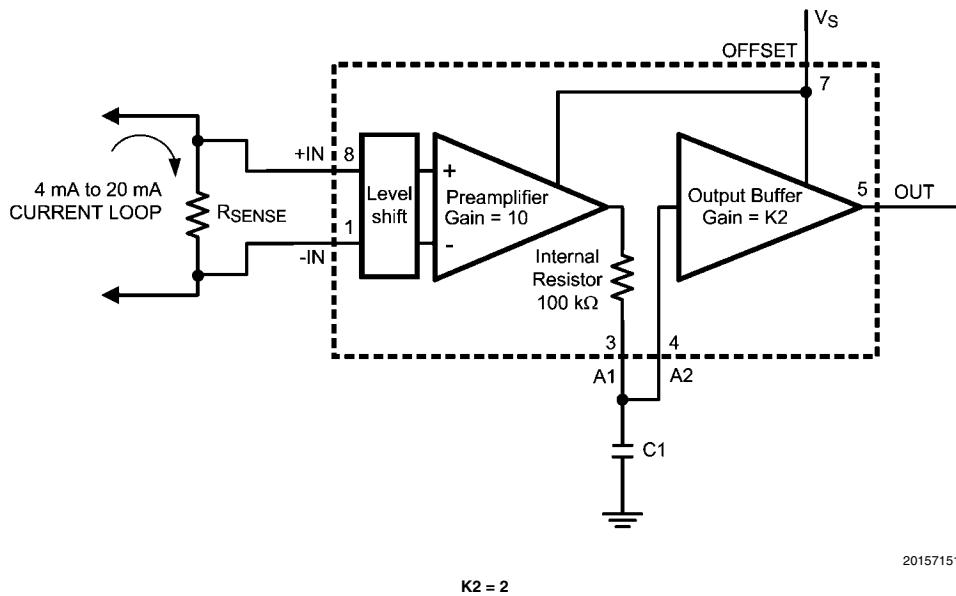 VS
OFFSET
7
+IN
8
4 mA to 20 mA
CURRENT LOOP
RSENSE
Level
shift
+
-
Preamplifier
Gain = 10
Output Buffer
Gain = K2
5
OUT
1
-IN
Internal
Resistor
100 kΩ
3
4
A1
A2
C1
20157151
K2 = 2